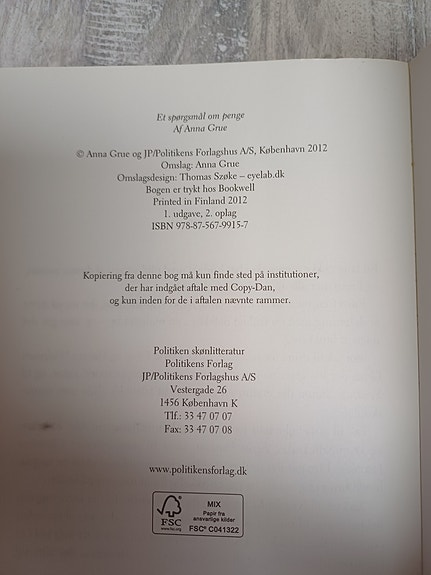 Et spørgsmål om penge
Af Anna Grue
© Anna Grue og JP/Politikens Forlagshus A/S, København 2012
Omslag: Anna Grue
Omslagsdesign: Thomas Szøke – eyelab.dk
Bogen er trykt hos Bookwell
Printed in Finland 2012
1. udgave, 2. oplag
ISBN 978-87-567-9915-7
Kopiering fra denne bog må kun finde sted på institutioner,
der har indgået aftale med Copy-Dan,
og kun inden for de i aftalen nævnte rammer.
Politiken skønlitteratur
Politikens Forlag
JP/Politikens Forlagshus A/S
Vestergade 26
1456 København K
Tlf.: 33 47 07 07
Fax: 33 47 07 08
www.politikensforlag.dk
FSC
www.fsc.org
MIX
Papir fra
ansvarlige kilder
FSC® C041322